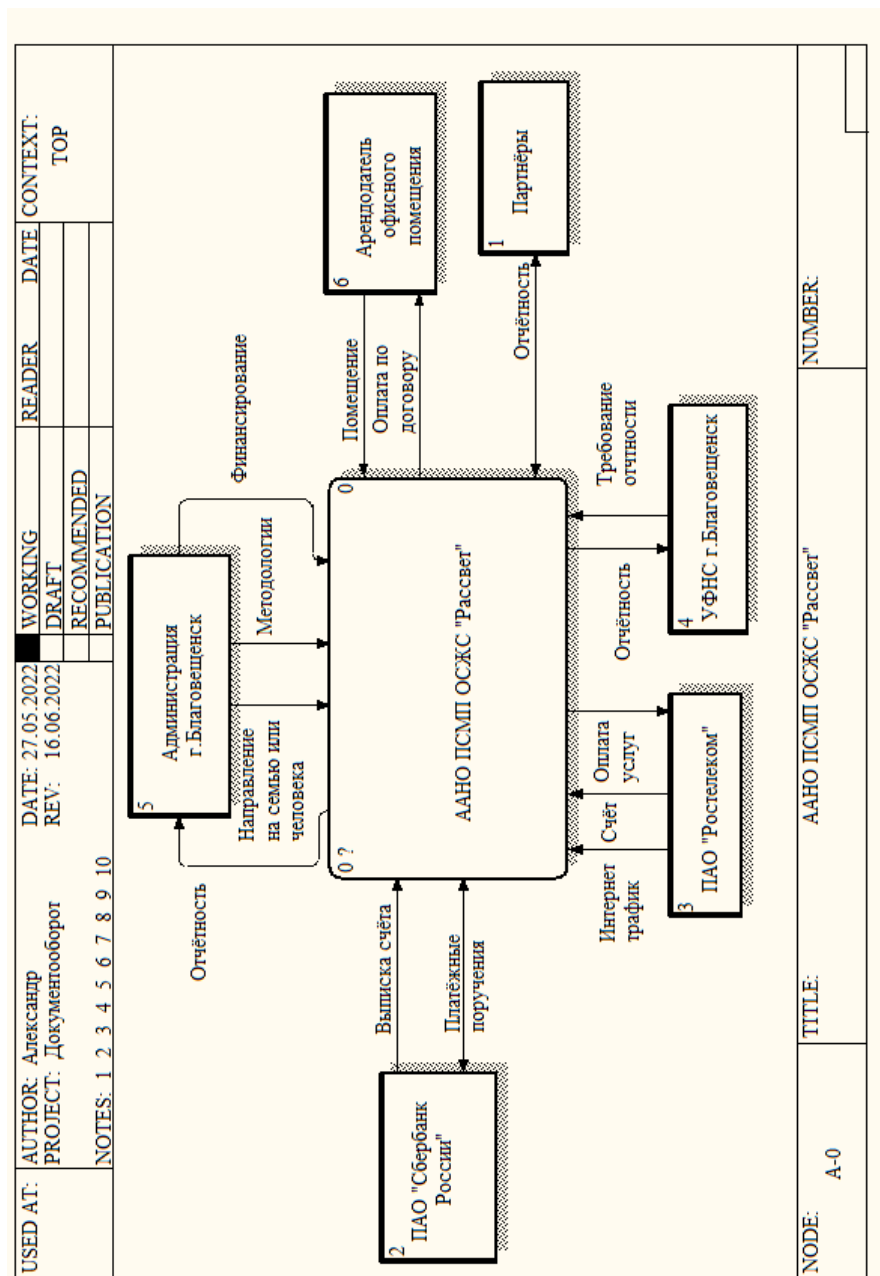 USED AT:
AUTHOR: Александр
PROJECT: Документооборот
NOTES: 1 2 3 4 5 6 7 8 9 10
DATE: 27.05.2022
REV: 16.06.2022
WORKING
DRAFT
RECOMMENDED
PUBLICATION
READER
DATE
CONTEXT:
TOP
5
Администрация
г.Благовещенск
Отчётность
Направление
на семью или
человека
Методологии
Финансирование
6
Арендодатель
офисного
помещения
Помещение
Оплата по
договору
1
Партнёры
Отчётность
2
ПАО "Сбербанк
России"
Выписка счёта
Платёжные
поручения
0 ?
0
ААНО ПСМП ОСЖС "Рассвет"
Интернет
трафик
Счёт
Оплата
услуг
3
ПАО "Ростелеком"
Отчётность
Требование
отчтности
4
УФНС г.Благовещенск
NODE:
A-0
TITLE:
ААНО ПСМП ОСЖС "Рассвет"
NUMBER: